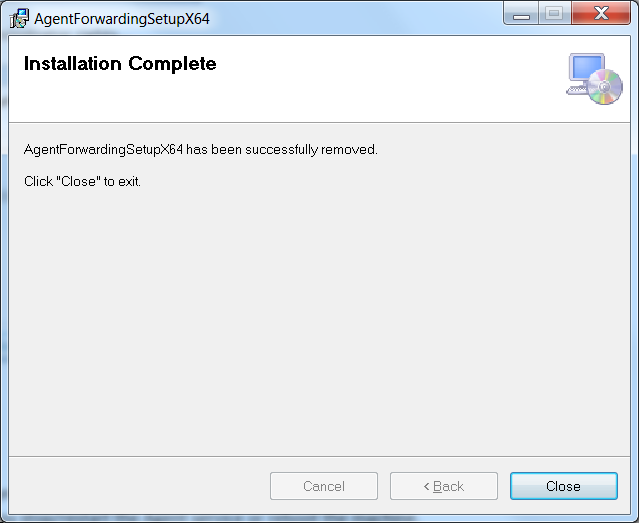 AgentForwardingSetupX64
Installation Complete
AgentForwardingSetupX64 has been successfully removed.
Click "Close" to exit.
Cancel
< Back
Close